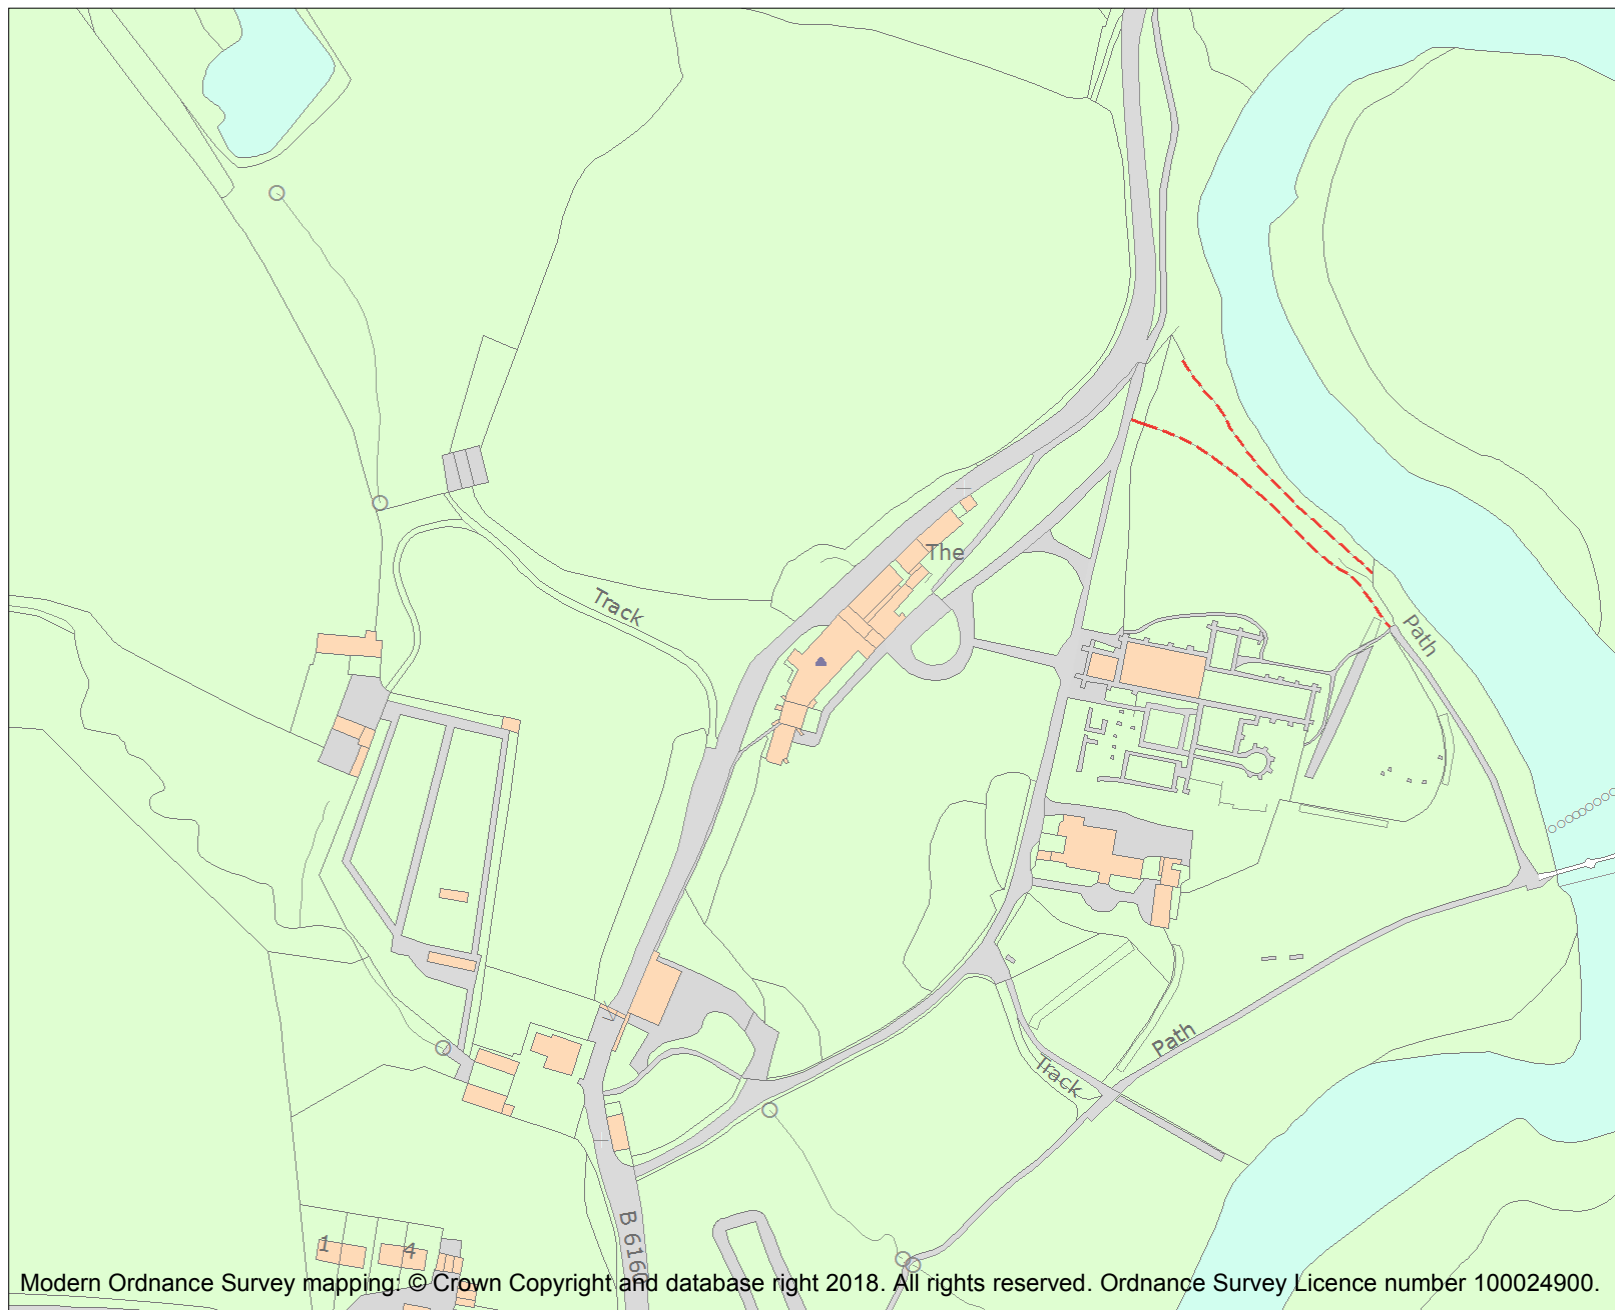 The
Track
Path
Path
Track
B 6160
1
4
Modern Ordnance Survey mapping: © Crown Copyright and database right 2018. All rights reserved. Ordnance Survey Licence number 100024900.